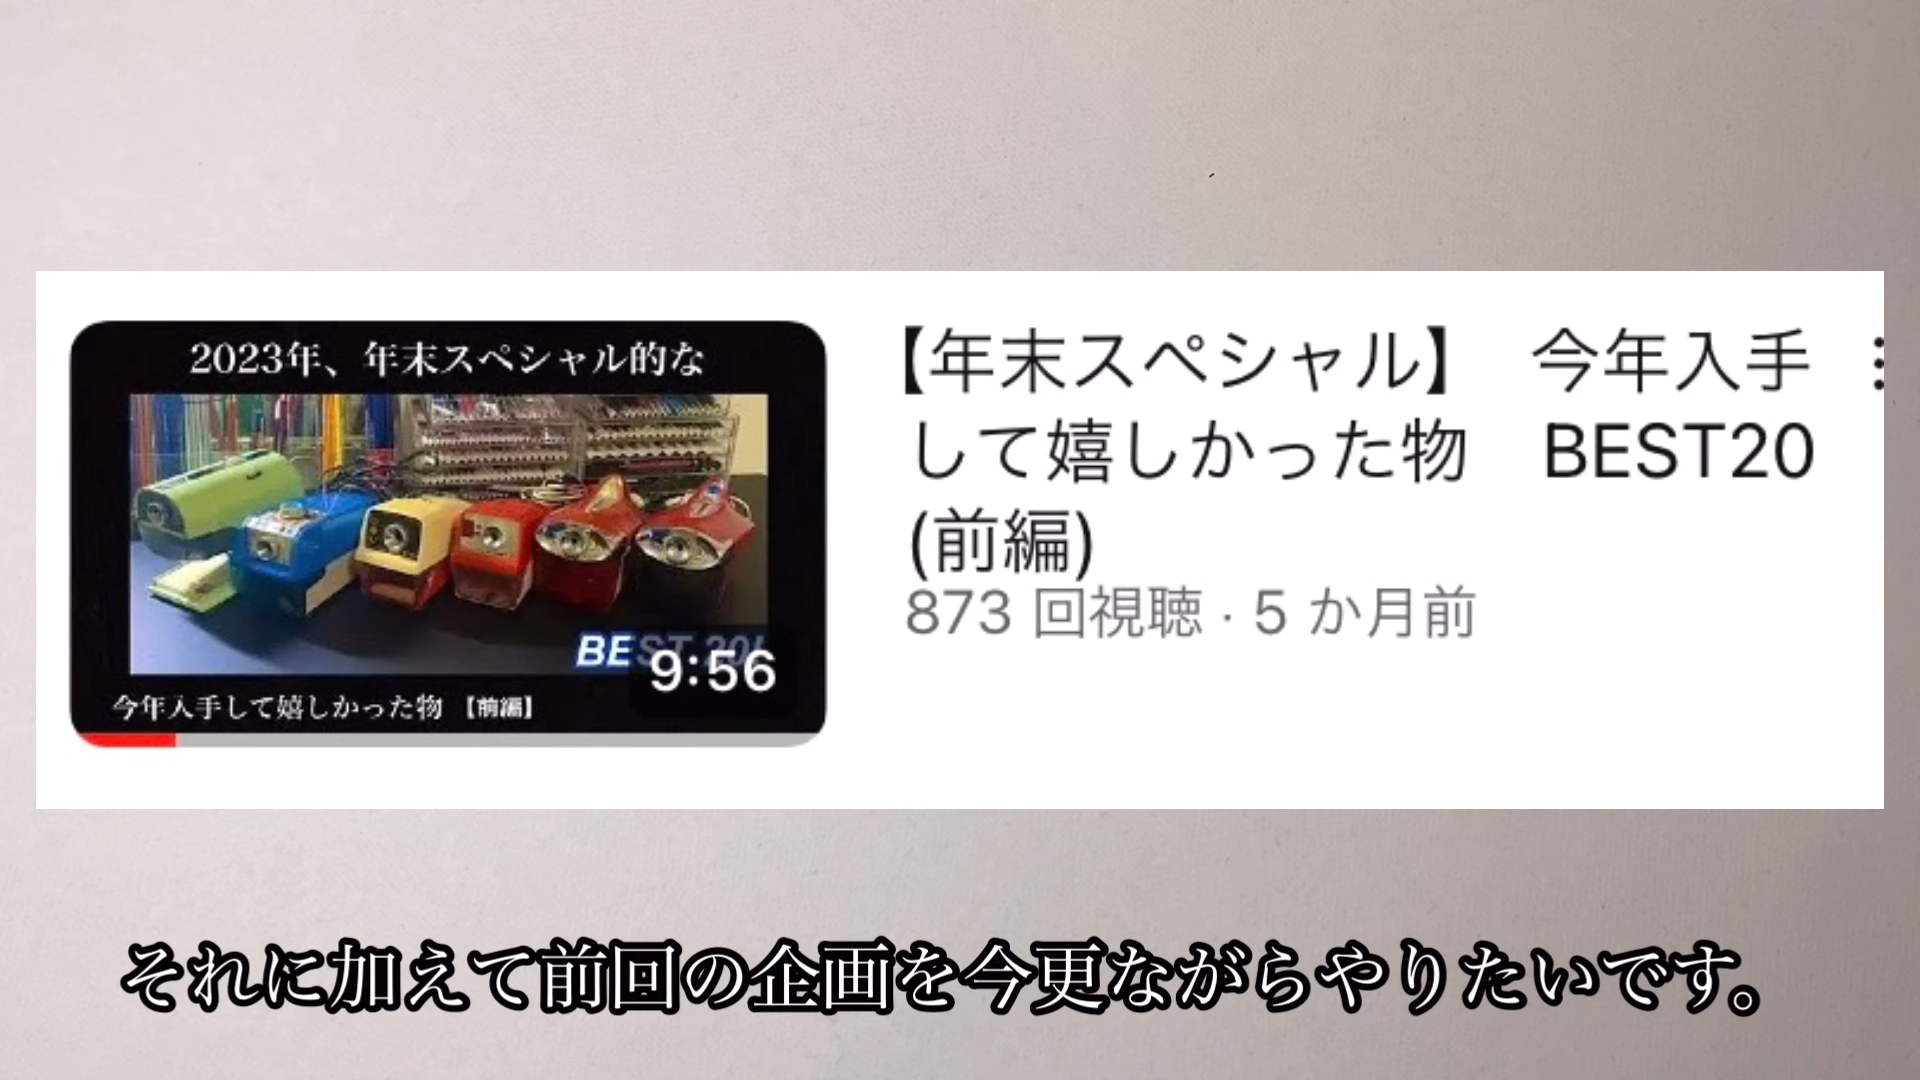 2023年、年末スペシャル的な
BEST 20!
9:56
今年入手して嬉しかった物 【前編】
【年末スペシャル】 今年入手
して嬉しかった物 BEST20
(前編)
873 回視聴 · 5 か月前
それに加えて前回の企画を今更ながらやりたいです。